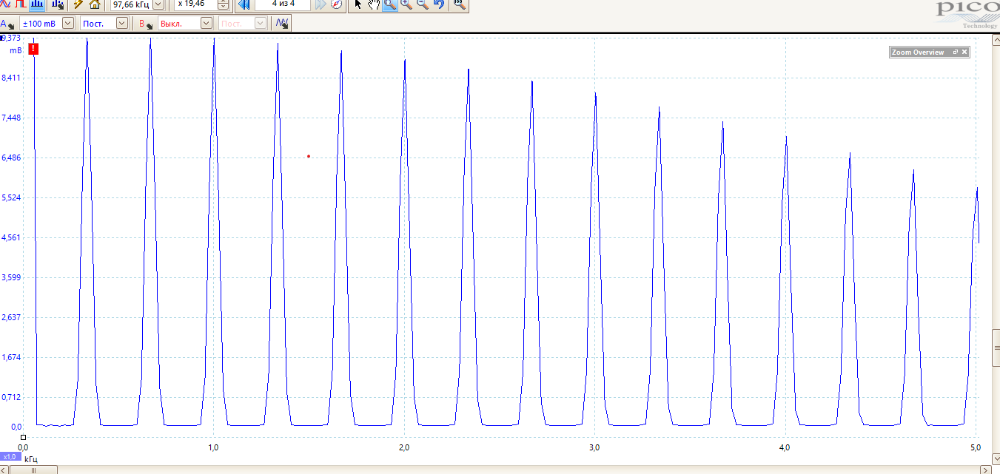 97,66 кГц x 19,46 4 из 4
pico
Technology
A ±100 mВ Пост. B Выкл. Пост.
9,373
mВ
!
Zoom Overview
8,411
7,448
6,486
5,524
4,561
3,599
2,637
1,674
0,712
0,0
0,0 1,0 2,0 3,0 4,0 5,0
x1.0 кГц